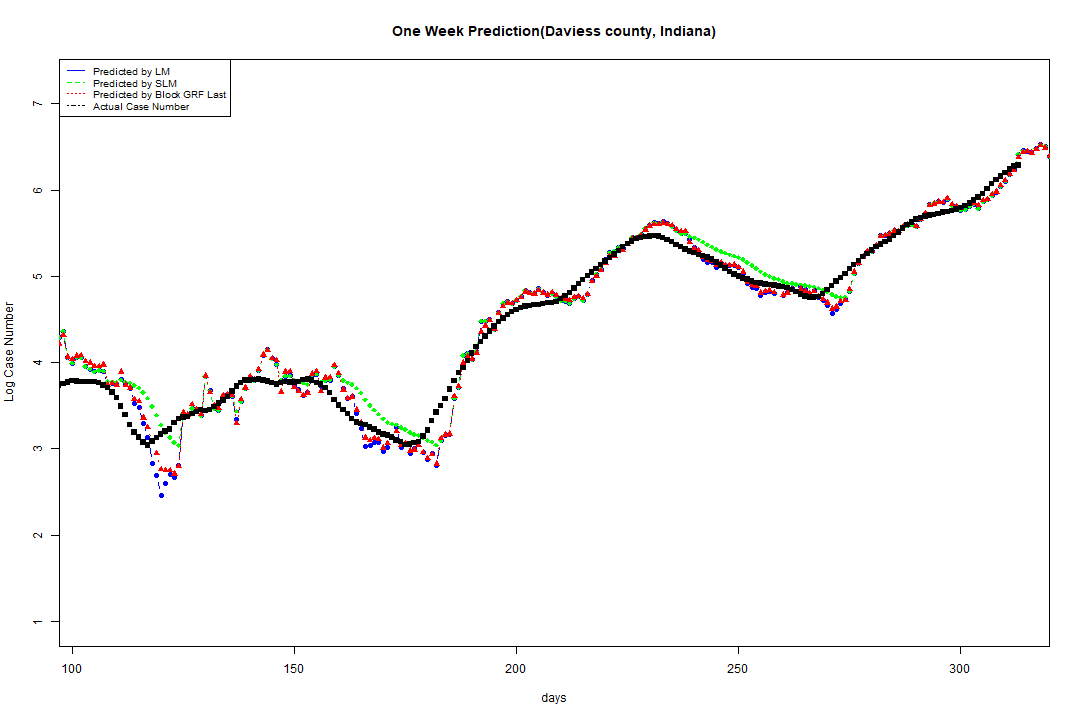 One Week Prediction(Daviess county, Indiana)
Predicted by LM
Predicted by SLM
Predicted by Block GRF Last
Actual Case Number
7
6
5
4
3
2
1
Log Case Number
100 150 200 250 300
days